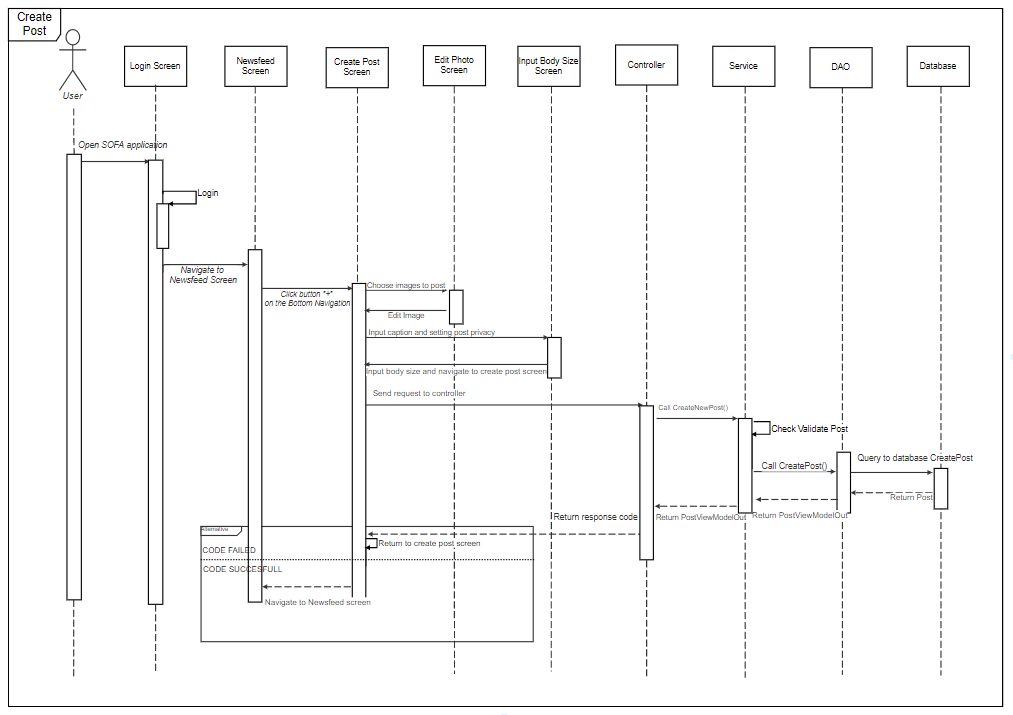 Create
Post
User
Login Screen
Newsfeed
Screen
Create Post
Screen
Edit Photo
Screen
Input Body Size
Screen
Controller
Service
DAO
Database
Open SOFA application
Login
Navigate to
Newsfeed Screen
Click button "+"
on the Bottom Navigation
Choose images to post
Edit Image
Input caption and setting post privacy
Input body size and navigate to create post screen
Send request to controller
Call CreateNewPost()
Check Validate Post
Call CreatePost()
Query to database CreatePost
Return Post
Return PostViewModelOut
Return PostViewModelOut
Return response code
Alternative
Return to create post screen
CODE FAILED
CODE SUCCESFULL
Navigate to Newsfeed screen